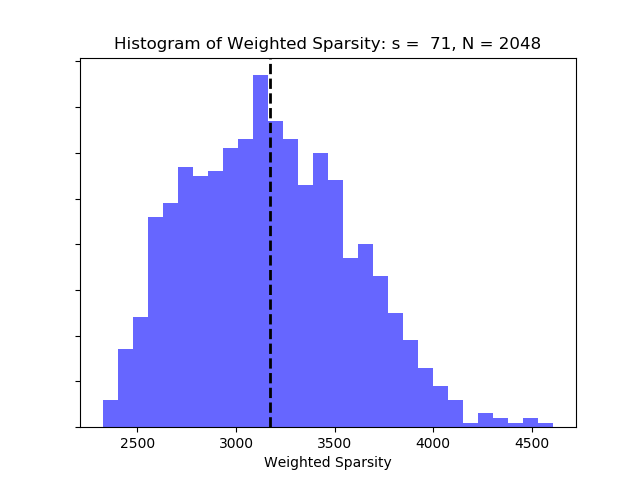 Histogram of Weighted Sparsity: s =  71, N = 2048
2500 3000 3500 4000 4500
Weighted Sparsity